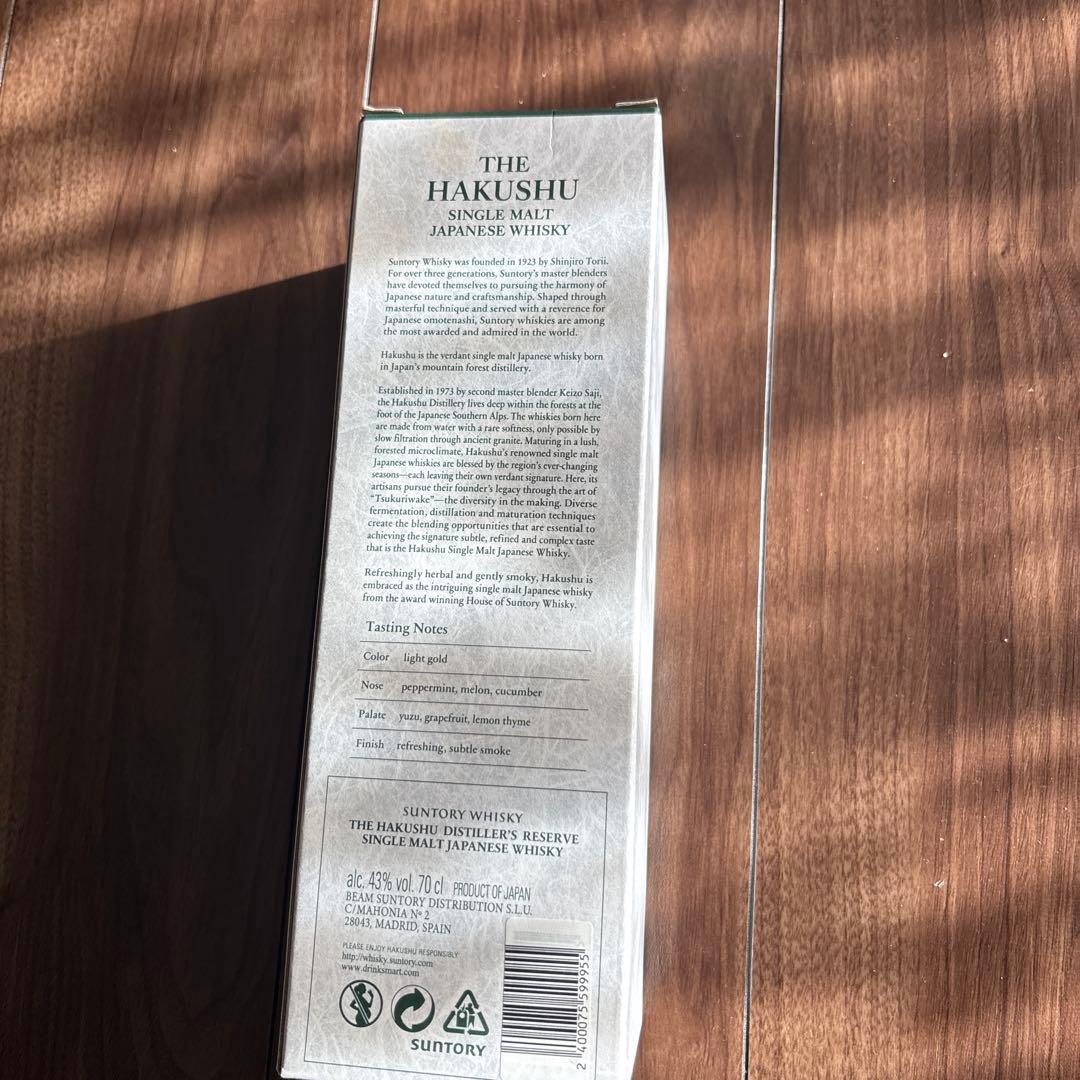 THE
HAKUSHU
SINGLE MALT
JAPANESE WHISKY
Suntory Whisky was founded in 1923 by Shinjiro Torii.
For over three generations, Suntory's master blenders
have devoted themselves to pursuing the harmony of
Japanese nature and craftsmanship. Shaped through
masterful technique and served with a reverence for
Japanese omotenashi, Suntory whiskies are among
the most awarded and admired in the world.
Hakushu is the verdant single malt Japanese whisky born
in Japan's mountain forest distillery.
Established in 1973 by second master blender Keizo Saji,
the Hakushu Distillery lives deep within the forests at the
foot of the Japanese Southern Alps. The whiskies born here
are made from water with a rare softness, only possible by
slow filtration through ancient granite. Maturing in a lush,
forested microclimate, Hakushu's renowned single malt
Japanese whiskies are blessed by the region's ever-changing
seasons—each leaving their own verdant signature. Here, its
artisans pursue their founder's legacy through the art of
"Tsukuriwake"—the diversity in the making. Diverse
fermentation, distillation and maturation techniques
create the blending opportunities that are essential to
achieving the signature subtle, refined and complex taste
that is the Hakushu Single Malt Japanese Whisky.
Refreshingly herbal and gently smoky, Hakushu is
embraced as the intriguing single malt Japanese whisky
from the award winning House of Suntory Whisky.
Tasting Notes
Color light gold
Nose peppermint, melon, cucumber
Palate yuzu, grapefruit, lemon thyme
Finish refreshing, subtle smoke
SUNTORY WHISKY
THE HAKUSHU DISTILLER'S RESERVE
SINGLE MALT JAPANESE WHISKY
alc. 43% vol. 70 cl PRODUCT OF JAPAN
BEAM SUNTORY DISTRIBUTION S.L.U.
C/MAHONIA Nº 2
28043, MADRID, SPAIN
PLEASE ENJOY HAKUSHU RESPONSIBLY
http://whisky.suntory.com
www.drinksmart.com
SUNTORY
2 400075 599955